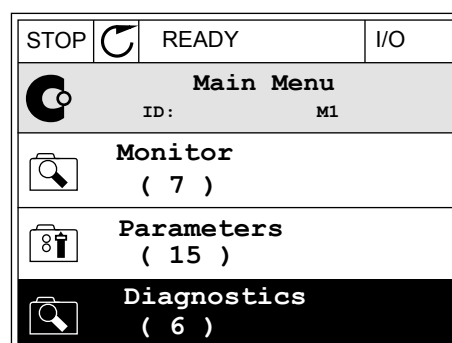 STOP READY I/O
Main Menu
ID: M1
Monitor
( 7 )
Parameters
( 15 )
Diagnostics
( 6 )